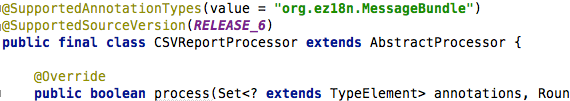 @SupportedAnnotationTypes(value = "org.ez18n.MessageBundle")
@SupportedSourceVersion(RELEASE_6)
public final class CSVReportProcessor extends AbstractProcessor {
@Override
public boolean process(Set<? extends TypeElement> annotations, Roun